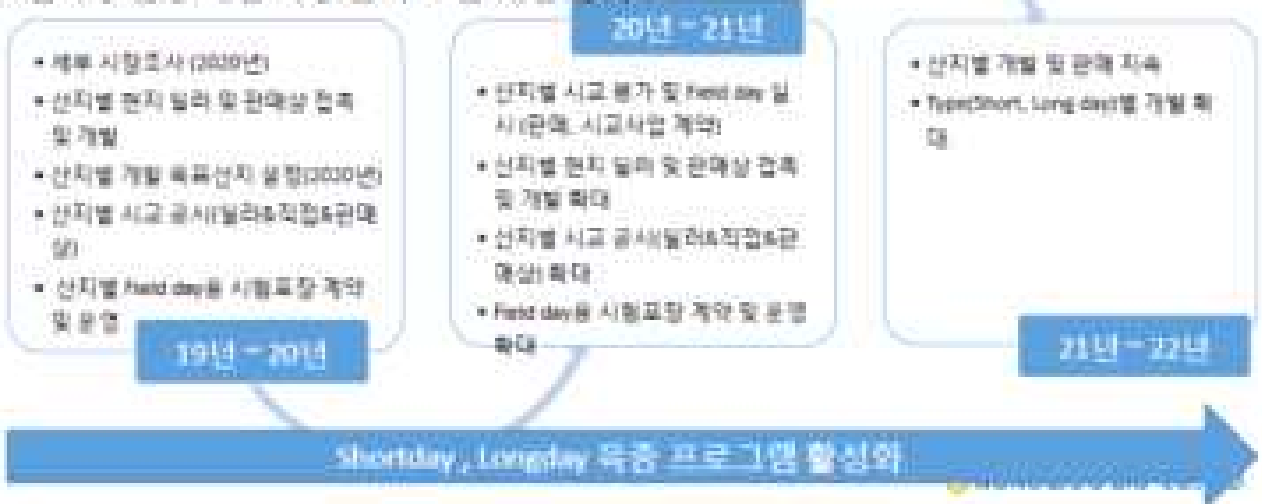 • 세부 시장조사 (2020년)
• 산지별 현지 딜러 및 판매상 접촉
및 개발
• 산지별 개발 목표산지 설정(2020년)
• 산지별 시교 공시(딜러&직접&판매
상)
• 산지별 Field day용 시험포장 계약
및 운영
19년 ~ 20년
20년 ~ 21년
• 산지별 시교 평가 및 Field day 실
시 (판매, 시교사업 계약)
• 산지별 현지 딜러 및 판매상 접촉
및 개발 확대
• 산지별 시교 공시(딜러&직접&판
매상) 확대
• Field day용 시험포장 계약 및 운영
확대
• 산지별 개발 및 판매 지속
• Type(Short, Long day)별 개발 확
대
21년 ~ 22년
Shortday , Longday 육종 프로그램 활성화